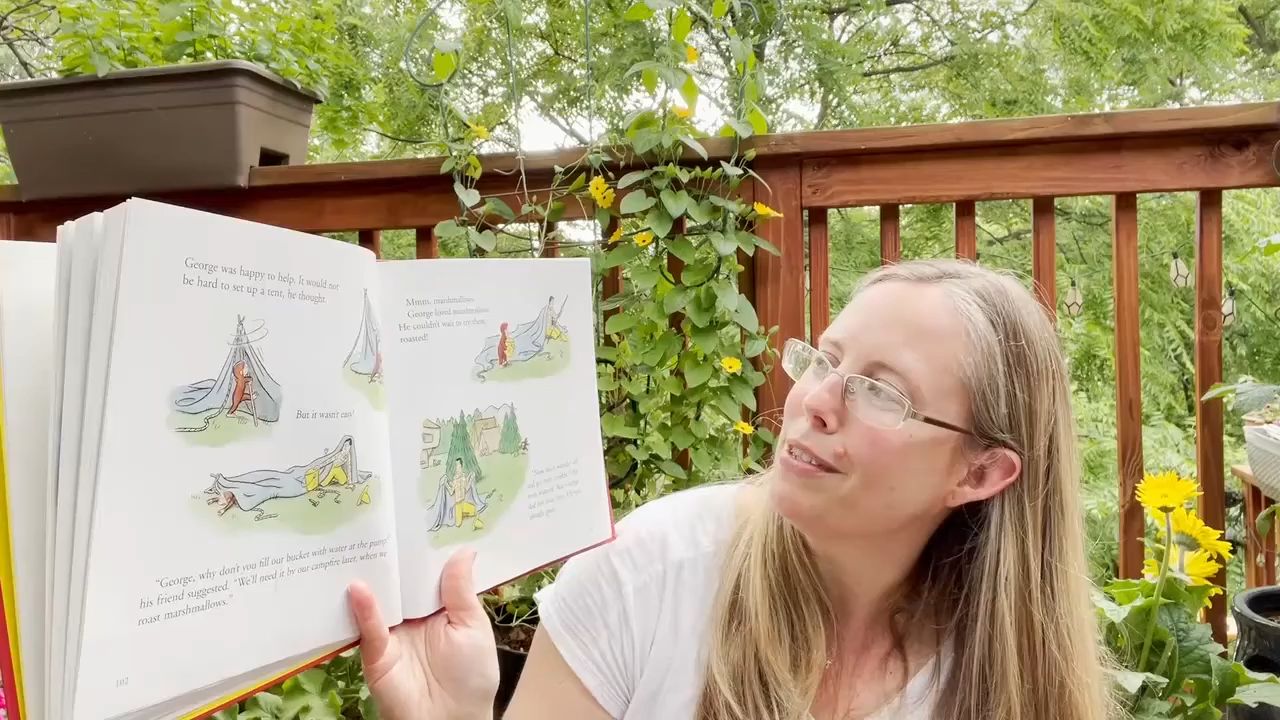 George was happy to help. It would not
be hard to set up a tent, he thought.
But it wasn't easy!
"George, why don't you fill our bucket with water at the pump?"
his friend suggested. "We'll need it by our campfire later, when we
roast marshmallows."
102
Mmm, marshmallows.
George loved marshmallows.
He couldn't wait to
roasted!